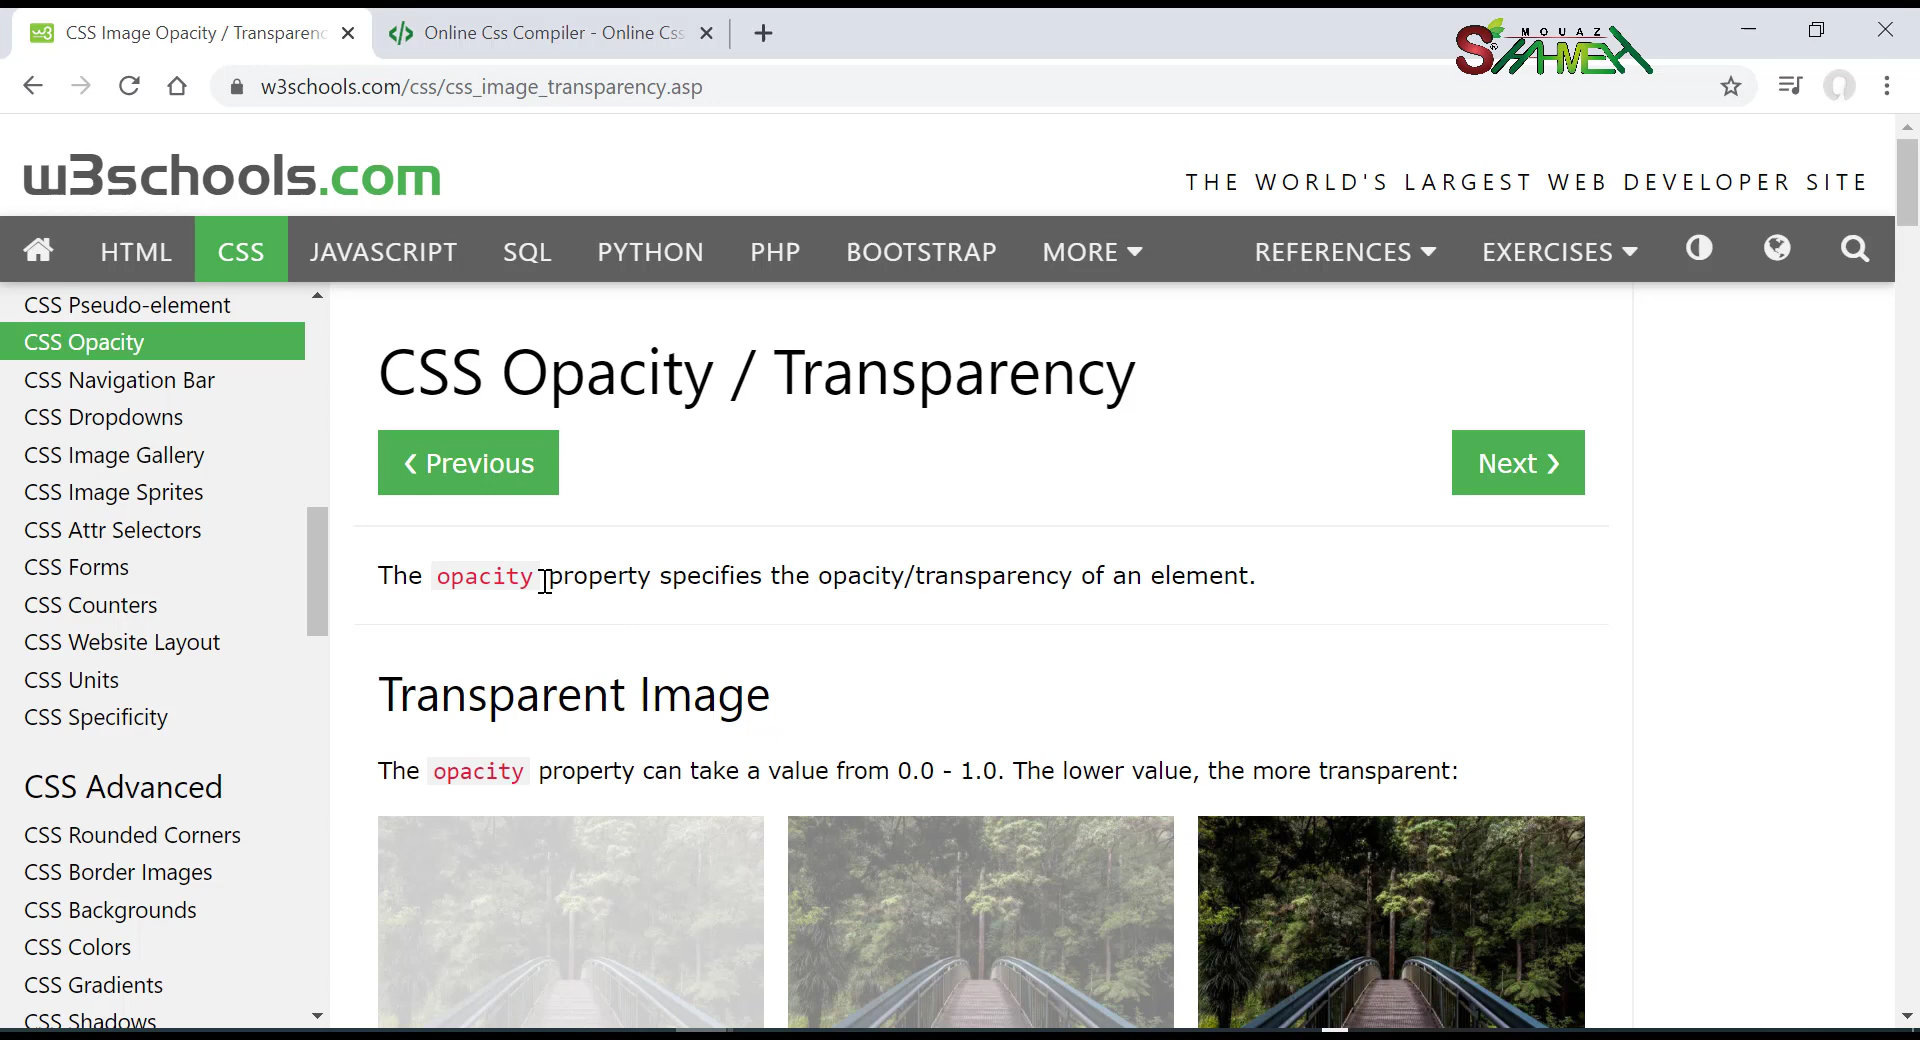 CSS Image Opacity / Transparenc
Online Css Compiler - Online Css
MOUAZ
w3schools.com/css/css_image_transparency.asp
w3schools.com
THE WORLD'S LARGEST WEB DEVELOPER SITE
HTML CSS JAVASCRIPT SQL PYTHON PHP BOOTSTRAP MORE REFERENCES EXERCISES
CSS Pseudo-element
CSS Opacity
CSS Navigation Bar
CSS Dropdowns
CSS Image Gallery
CSS Image Sprites
CSS Attr Selectors
CSS Forms
CSS Counters
CSS Website Layout
CSS Units
CSS Specificity
CSS Advanced
CSS Rounded Corners
CSS Border Images
CSS Backgrounds
CSS Colors
CSS Gradients
CSS Shadows
CSS Opacity / Transparency
❮ Previous
Next ❯
The opacity property specifies the opacity/transparency of an element.
Transparent Image
The opacity property can take a value from 0.0 - 1.0. The lower value, the more transparent: